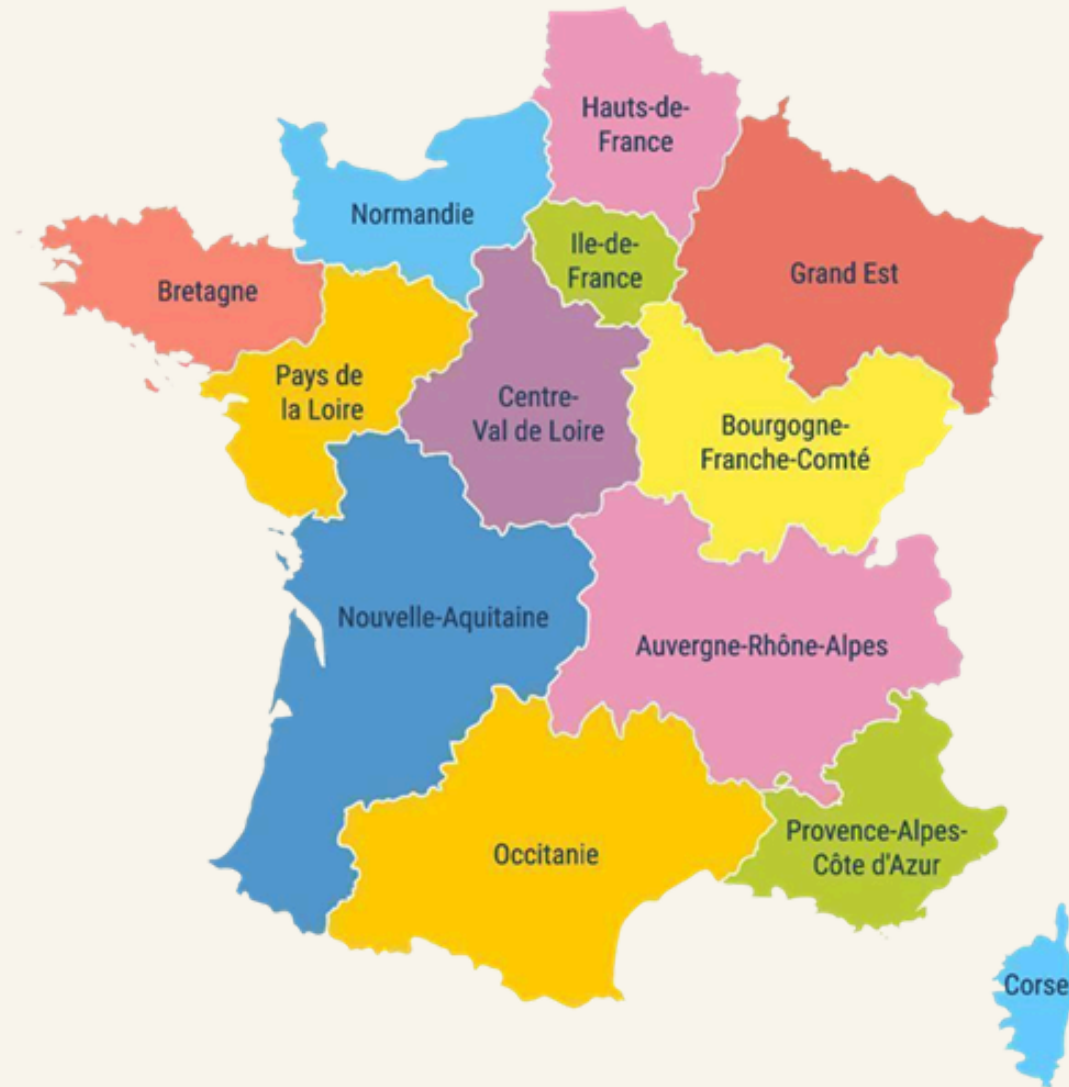 Hauts-de-
France
Normandie
Ile-de-
France
Grand Est
Bretagne
Pays de
la Loire
Centre-
Val de Loire
Bourgogne-
Franche-Comté
Nouvelle-Aquitaine
Auvergne-Rhône-Alpes
Occitanie
Provence-Alpes-
Côte d'Azur
Corse